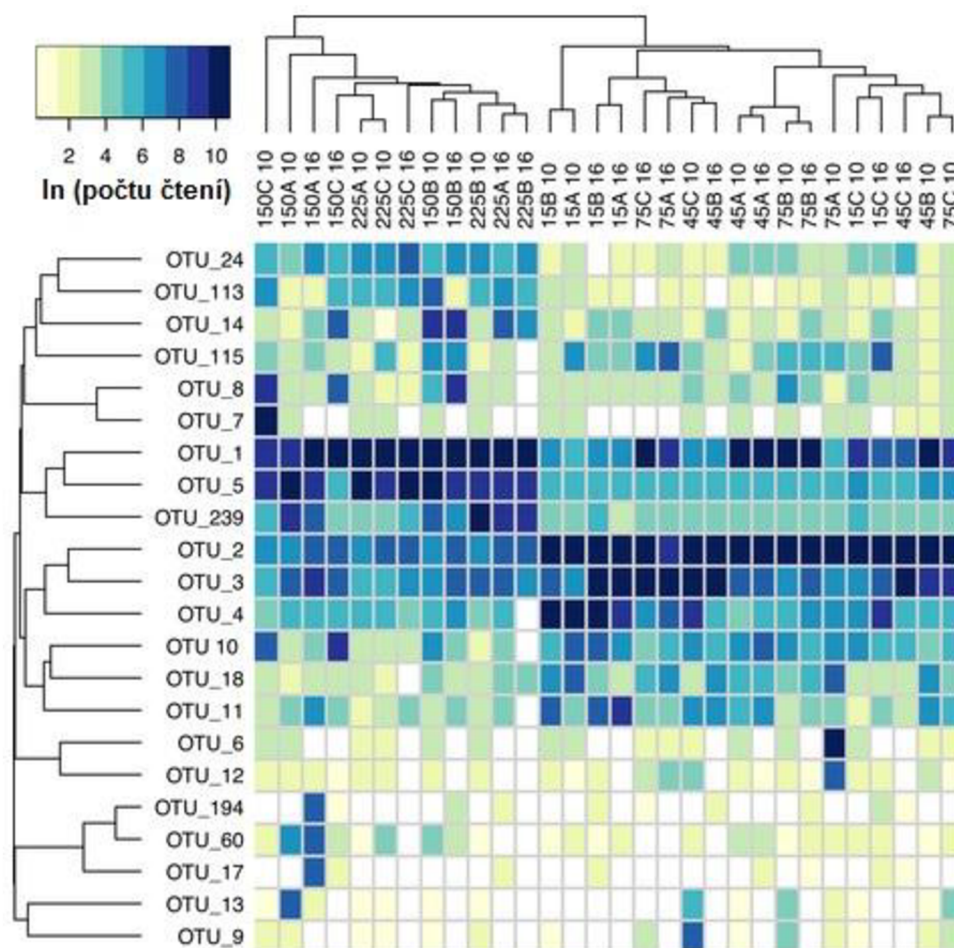 2 4 6 8 10
ln (počtu čtení)
150C 10
150A 10
150A 16
150C 16
225A 10
225C 10
225C 16
150B 10
150B 16
225B 10
225A 16
225B 16
15B 10
15A 10
15B 16
15A 16
75C 16
75A 16
45C 10
45B 16
45A 10
45A 16
75B 10
75B 16
75A 10
15C 10
15C 16
45C 16
45B 10
75C 10
OTU_24
OTU_113
OTU_14
OTU_115
OTU_8
OTU_7
OTU_1
OTU_5
OTU_239
OTU_2
OTU_3
OTU_4
OTU 10
OTU_18
OTU_11
OTU_6
OTU_12
OTU_194
OTU_60
OTU_17
OTU_13
OTU_9